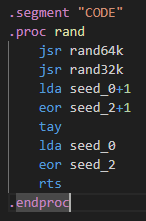 .segment "CODE"
.proc rand
jsr rand64k
jsr rand32k
lda seed_0+1
eor seed_2+1
tay
lda seed_0
eor seed_2
rts
.endproc